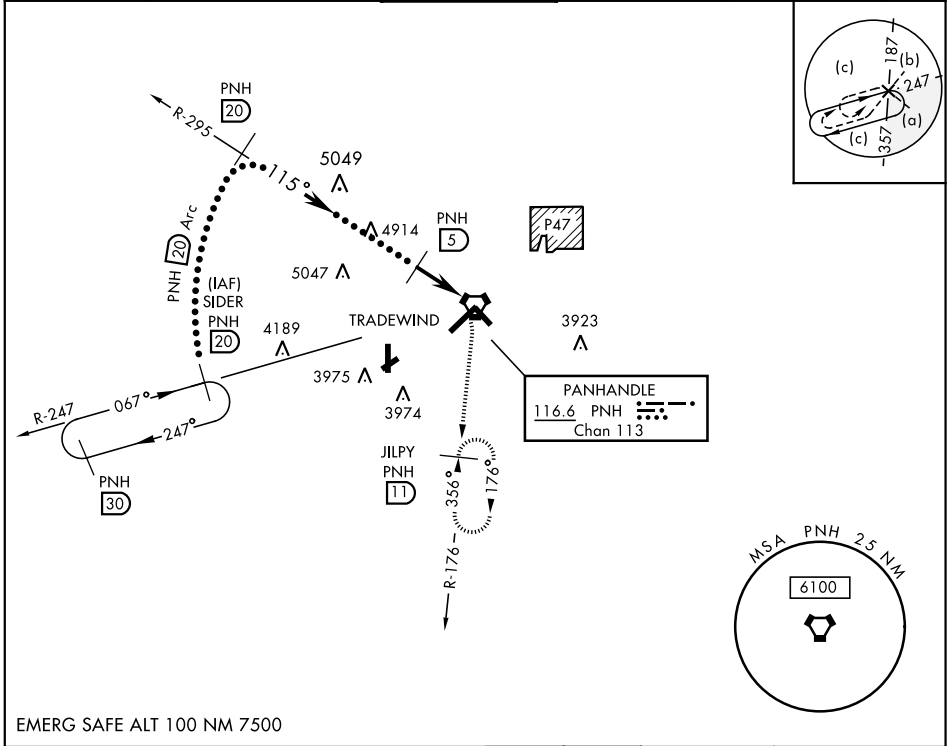 PNH
20
R-295
115°
5049
4914
PNH
5
P47
5047
PNH 20 Arc
(IAF)
SIDER
PNH
20
4189
TRADEWIND
3923
3975
3974
R-247
067°
247°
PNH
30
PANHANDLE
116.6 PNH
Chan 113
JILPY
PNH
11
356°
176°
R-176
(c)
187
(b)
247
(a)
(c)
357
MSA PNH 25 NM
6100
EMERG SAFE ALT 100 NM 7500